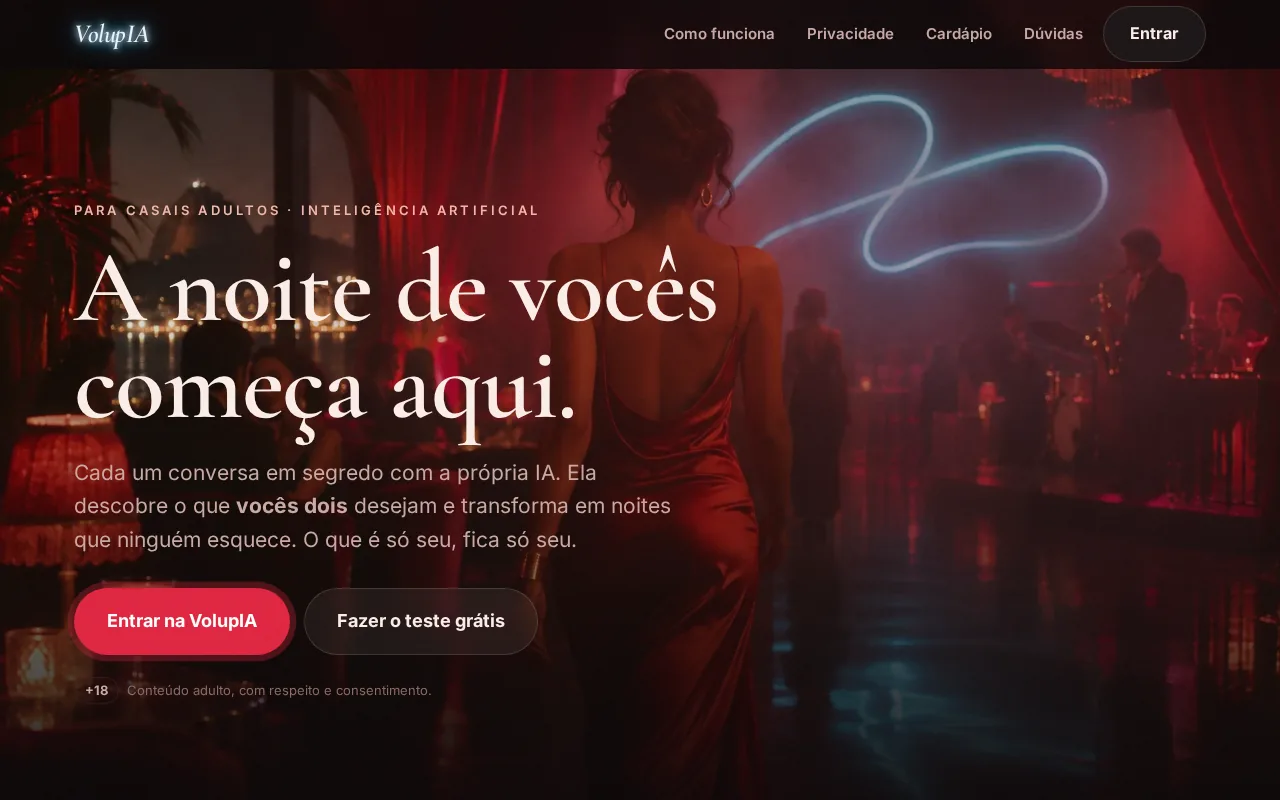 VolupIA
Como funciona
Privacidade
Cardápio
Dúvidas
Entrar
PARA CASAIS ADULTOS · INTELIGÊNCIA ARTIFICIAL
A noite de vocês
começa aqui.
Cada um conversa em segredo com a própria IA. Ela
descobre o que vocês dois desejam e transforma em noites
que ninguém esquece. O que é só seu, fica só seu.
Entrar na VolupIA
Fazer o teste grátis
+18 Conteúdo adulto, com respeito e consentimento.